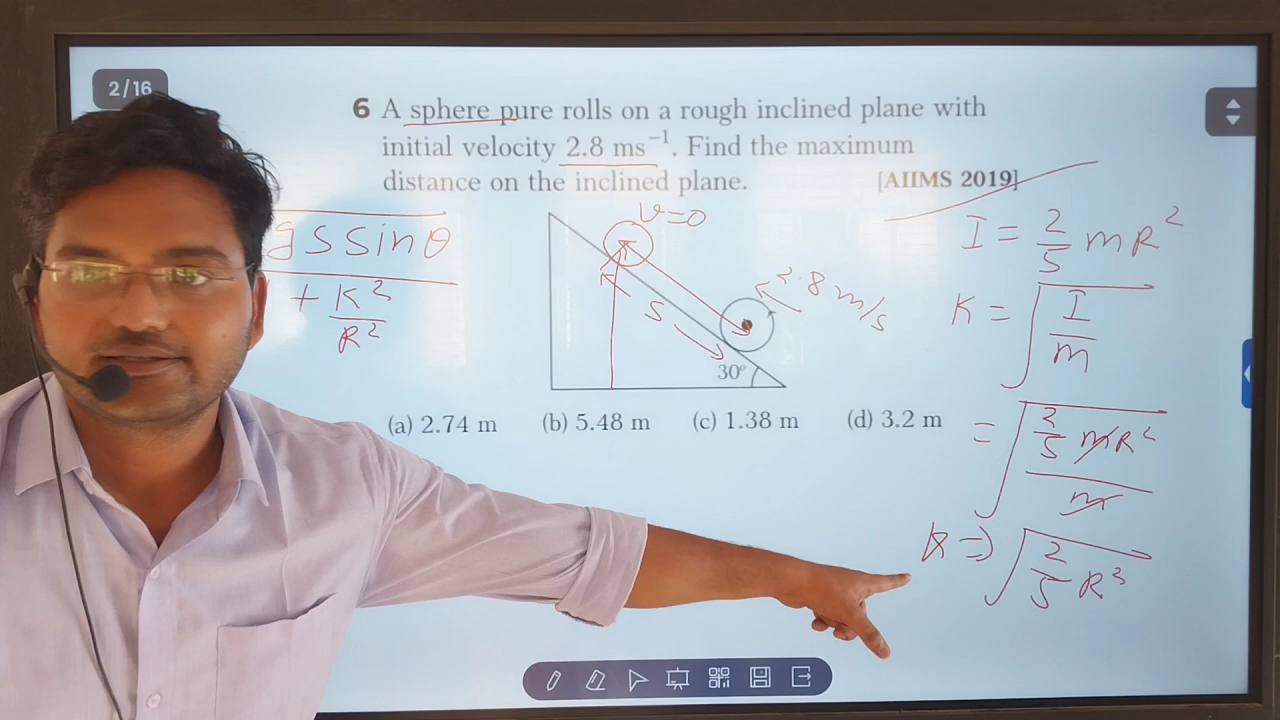 2/16
6 A sphere pure rolls on a rough inclined plane with
initial velocity 2.8 ms⁻¹. Find the maximum
distance on the inclined plane.
[AIIMS 2019]
g s sinθ
+ K²
R²
v=0
S
2.8 m/s
30°
(a) 2.74 m (b) 5.48 m (c) 1.38 m (d) 3.2 m
I = 2/5 mR²
K = √(I/m)
= √(2/5 mR² / m)
K ⇒ √(2/5 R²)